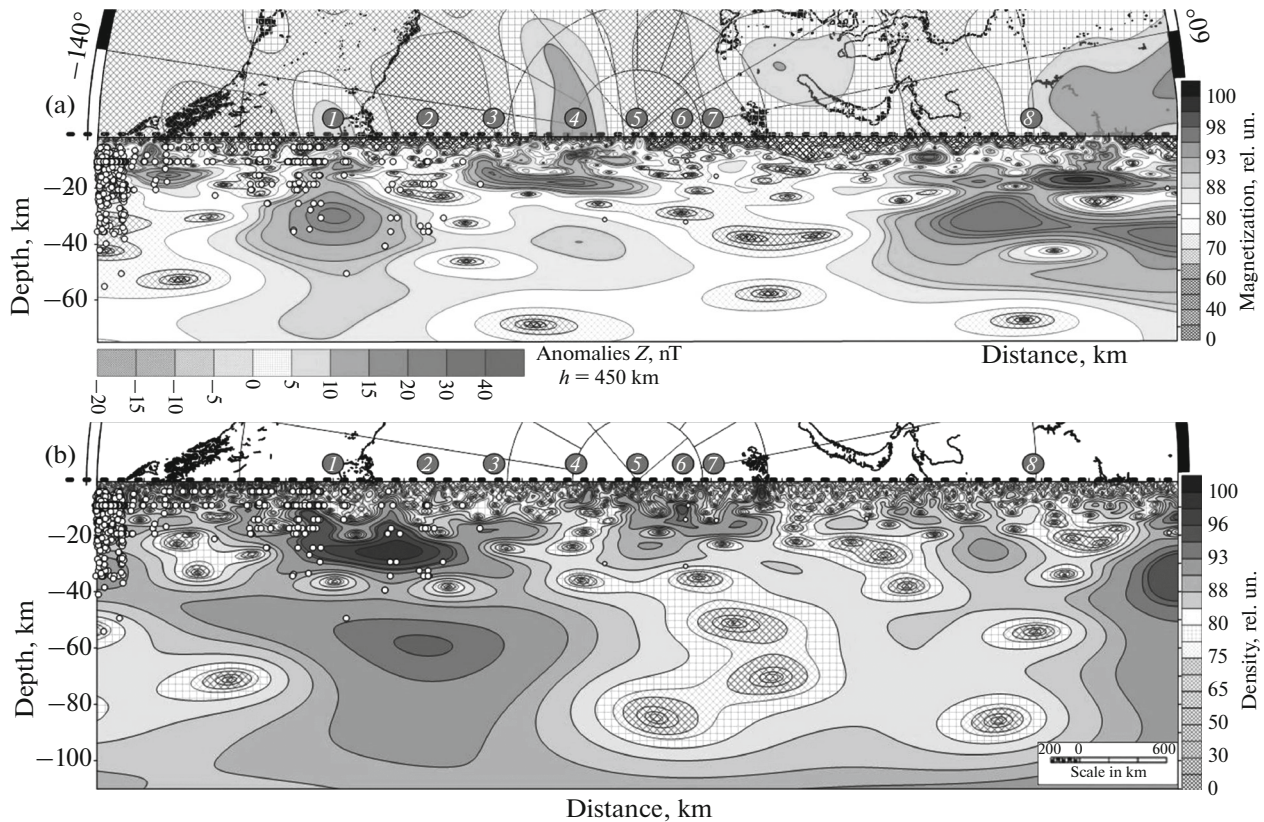 −140°
60°
(a)
1 2 3 4 5 6 7 8
−20
−40
−60
Depth, km
100
98
93
88
80
70
60
40
0
Magnetization, rel. un.
Distance, km
Anomalies Z, nT
h = 450 km
−20 −15 −10 −5 0 5 10 15 20 40
(b)
1 2 3 4 5 6 7 8
−20
−40
−60
−80
−100
Depth, km
100
96
93
88
80
75
65
50
30
0
Density, rel. un.
200 0 600
Scale in km
Distance, km